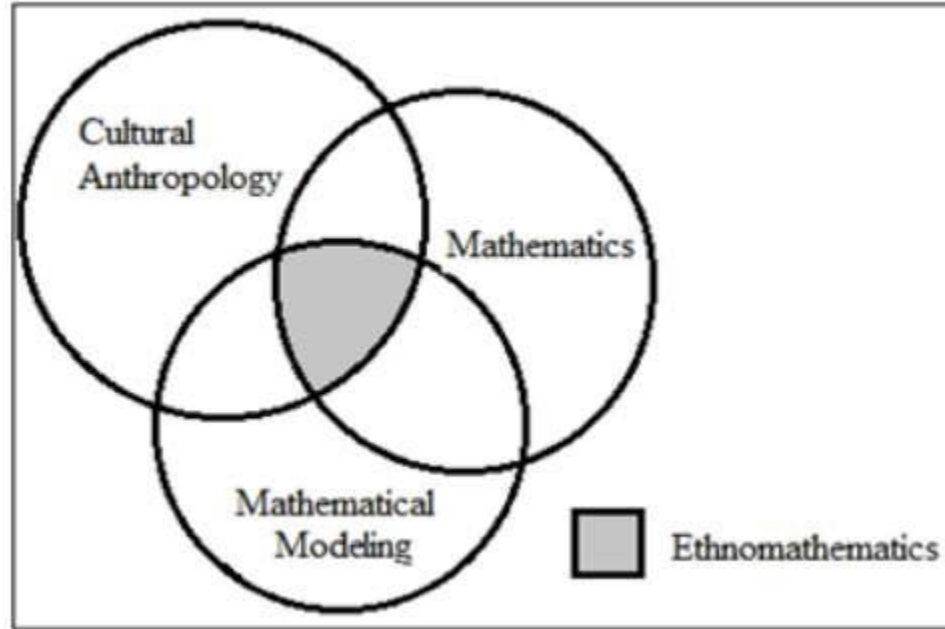 Cultural
Anthropology
Mathematics
Mathematical
Modeling
Ethnomathematics